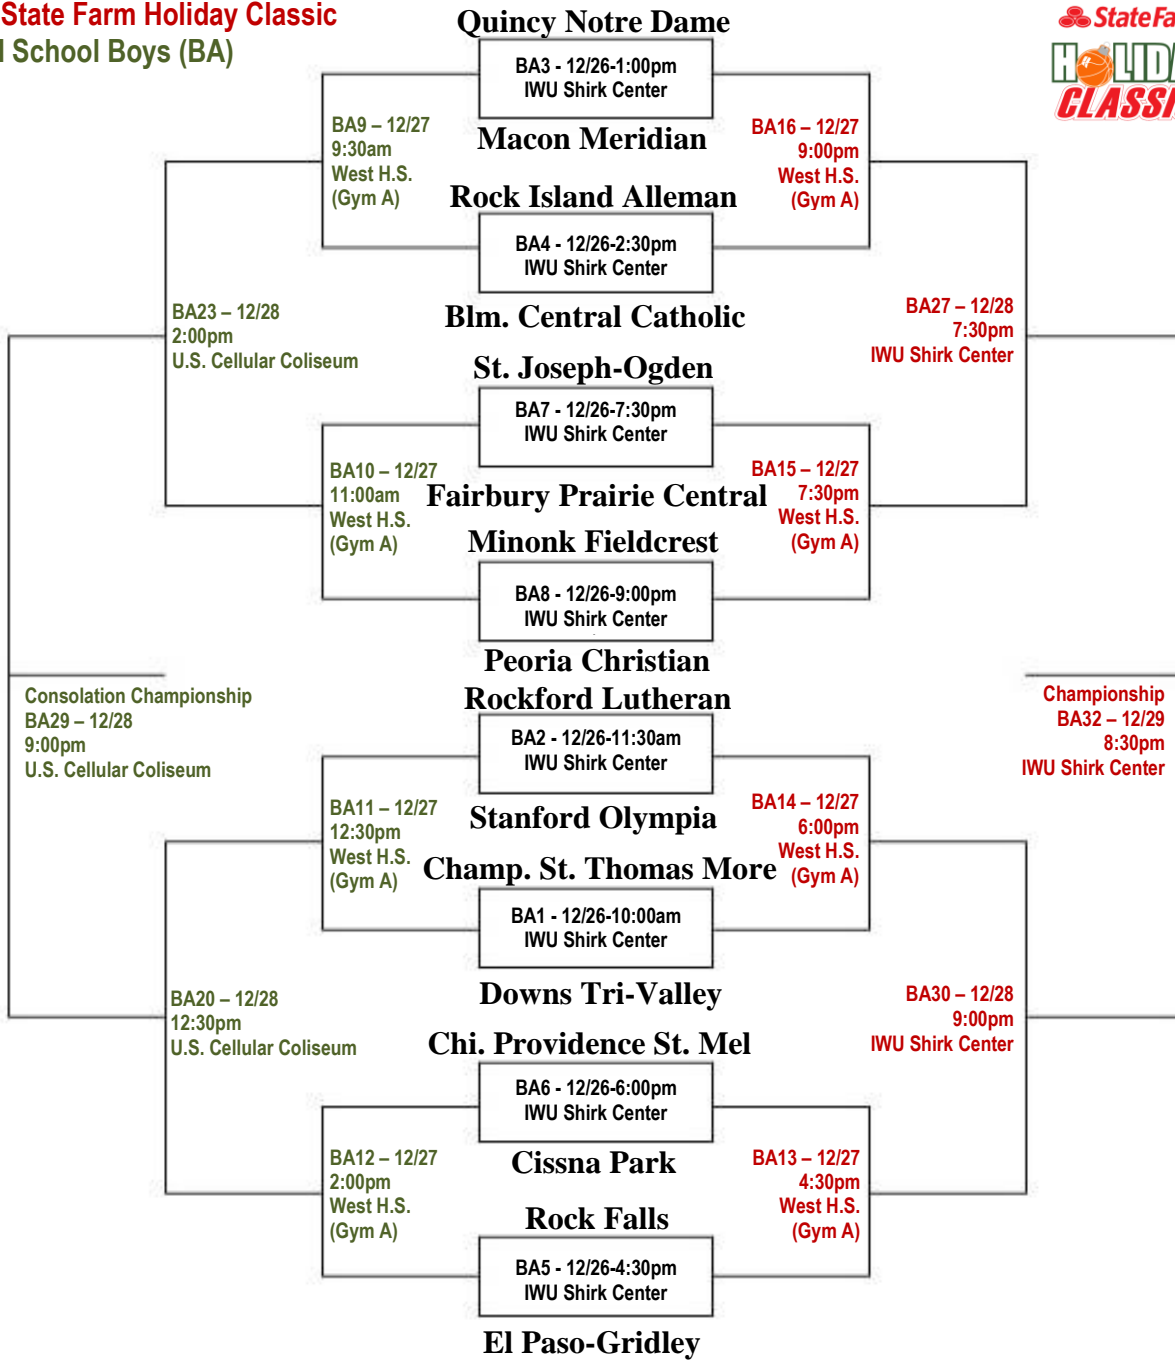 State Farm Holiday Classic
School Boys (BA)
State Fa
HOLIDA
CLASSI
Quincy Notre Dame
BA3 - 12/26-1:00pm
IWU Shirk Center
Macon Meridian
BA9 – 12/27
9:30am
West H.S.
(Gym A)
BA16 – 12/27
9:00pm
West H.S.
(Gym A)
Rock Island Alleman
BA4 - 12/26-2:30pm
IWU Shirk Center
Blm. Central Catholic
BA23 – 12/28
2:00pm
U.S. Cellular Coliseum
BA27 – 12/28
7:30pm
IWU Shirk Center
St. Joseph-Ogden
BA7 - 12/26-7:30pm
IWU Shirk Center
Fairbury Prairie Central
BA10 – 12/27
11:00am
West H.S.
(Gym A)
BA15 – 12/27
7:30pm
West H.S.
(Gym A)
Minonk Fieldcrest
BA8 - 12/26-9:00pm
IWU Shirk Center
Peoria Christian
Consolation Championship
BA29 – 12/28
9:00pm
U.S. Cellular Coliseum
Championship
BA32 – 12/29
8:30pm
IWU Shirk Center
Rockford Lutheran
BA2 - 12/26-11:30am
IWU Shirk Center
Stanford Olympia
BA11 – 12/27
12:30pm
West H.S.
(Gym A)
BA14 – 12/27
6:00pm
West H.S.
(Gym A)
Champ. St. Thomas More
BA1 - 12/26-10:00am
IWU Shirk Center
Downs Tri-Valley
BA20 – 12/28
12:30pm
U.S. Cellular Coliseum
BA30 – 12/28
9:00pm
IWU Shirk Center
Chi. Providence St. Mel
BA6 - 12/26-6:00pm
IWU Shirk Center
Cissna Park
BA12 – 12/27
2:00pm
West H.S.
(Gym A)
BA13 – 12/27
4:30pm
West H.S.
(Gym A)
Rock Falls
BA5 - 12/26-4:30pm
IWU Shirk Center
El Paso-Gridley